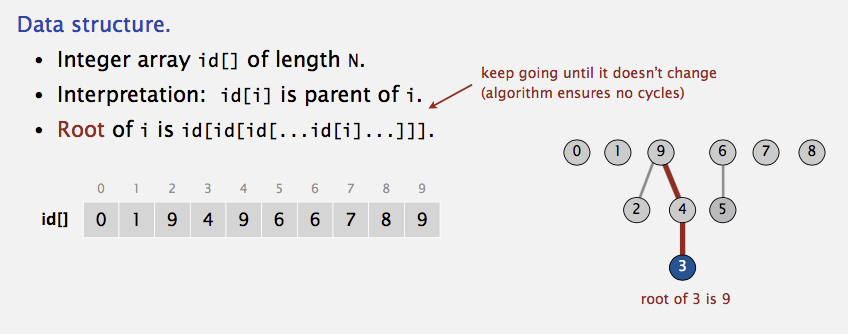 Data structure.
• Integer array id[] of length N.
• Interpretation: id[i] is parent of i.
• Root of i is id[id[id[...id[i]...]]].
keep going until it doesn't change
(algorithm ensures no cycles)
0 1 2 3 4 5 6 7 8 9
id[] 0 1 9 4 9 6 6 7 8 9
0 1 9 6 7 8
2 4 5
3
root of 3 is 9